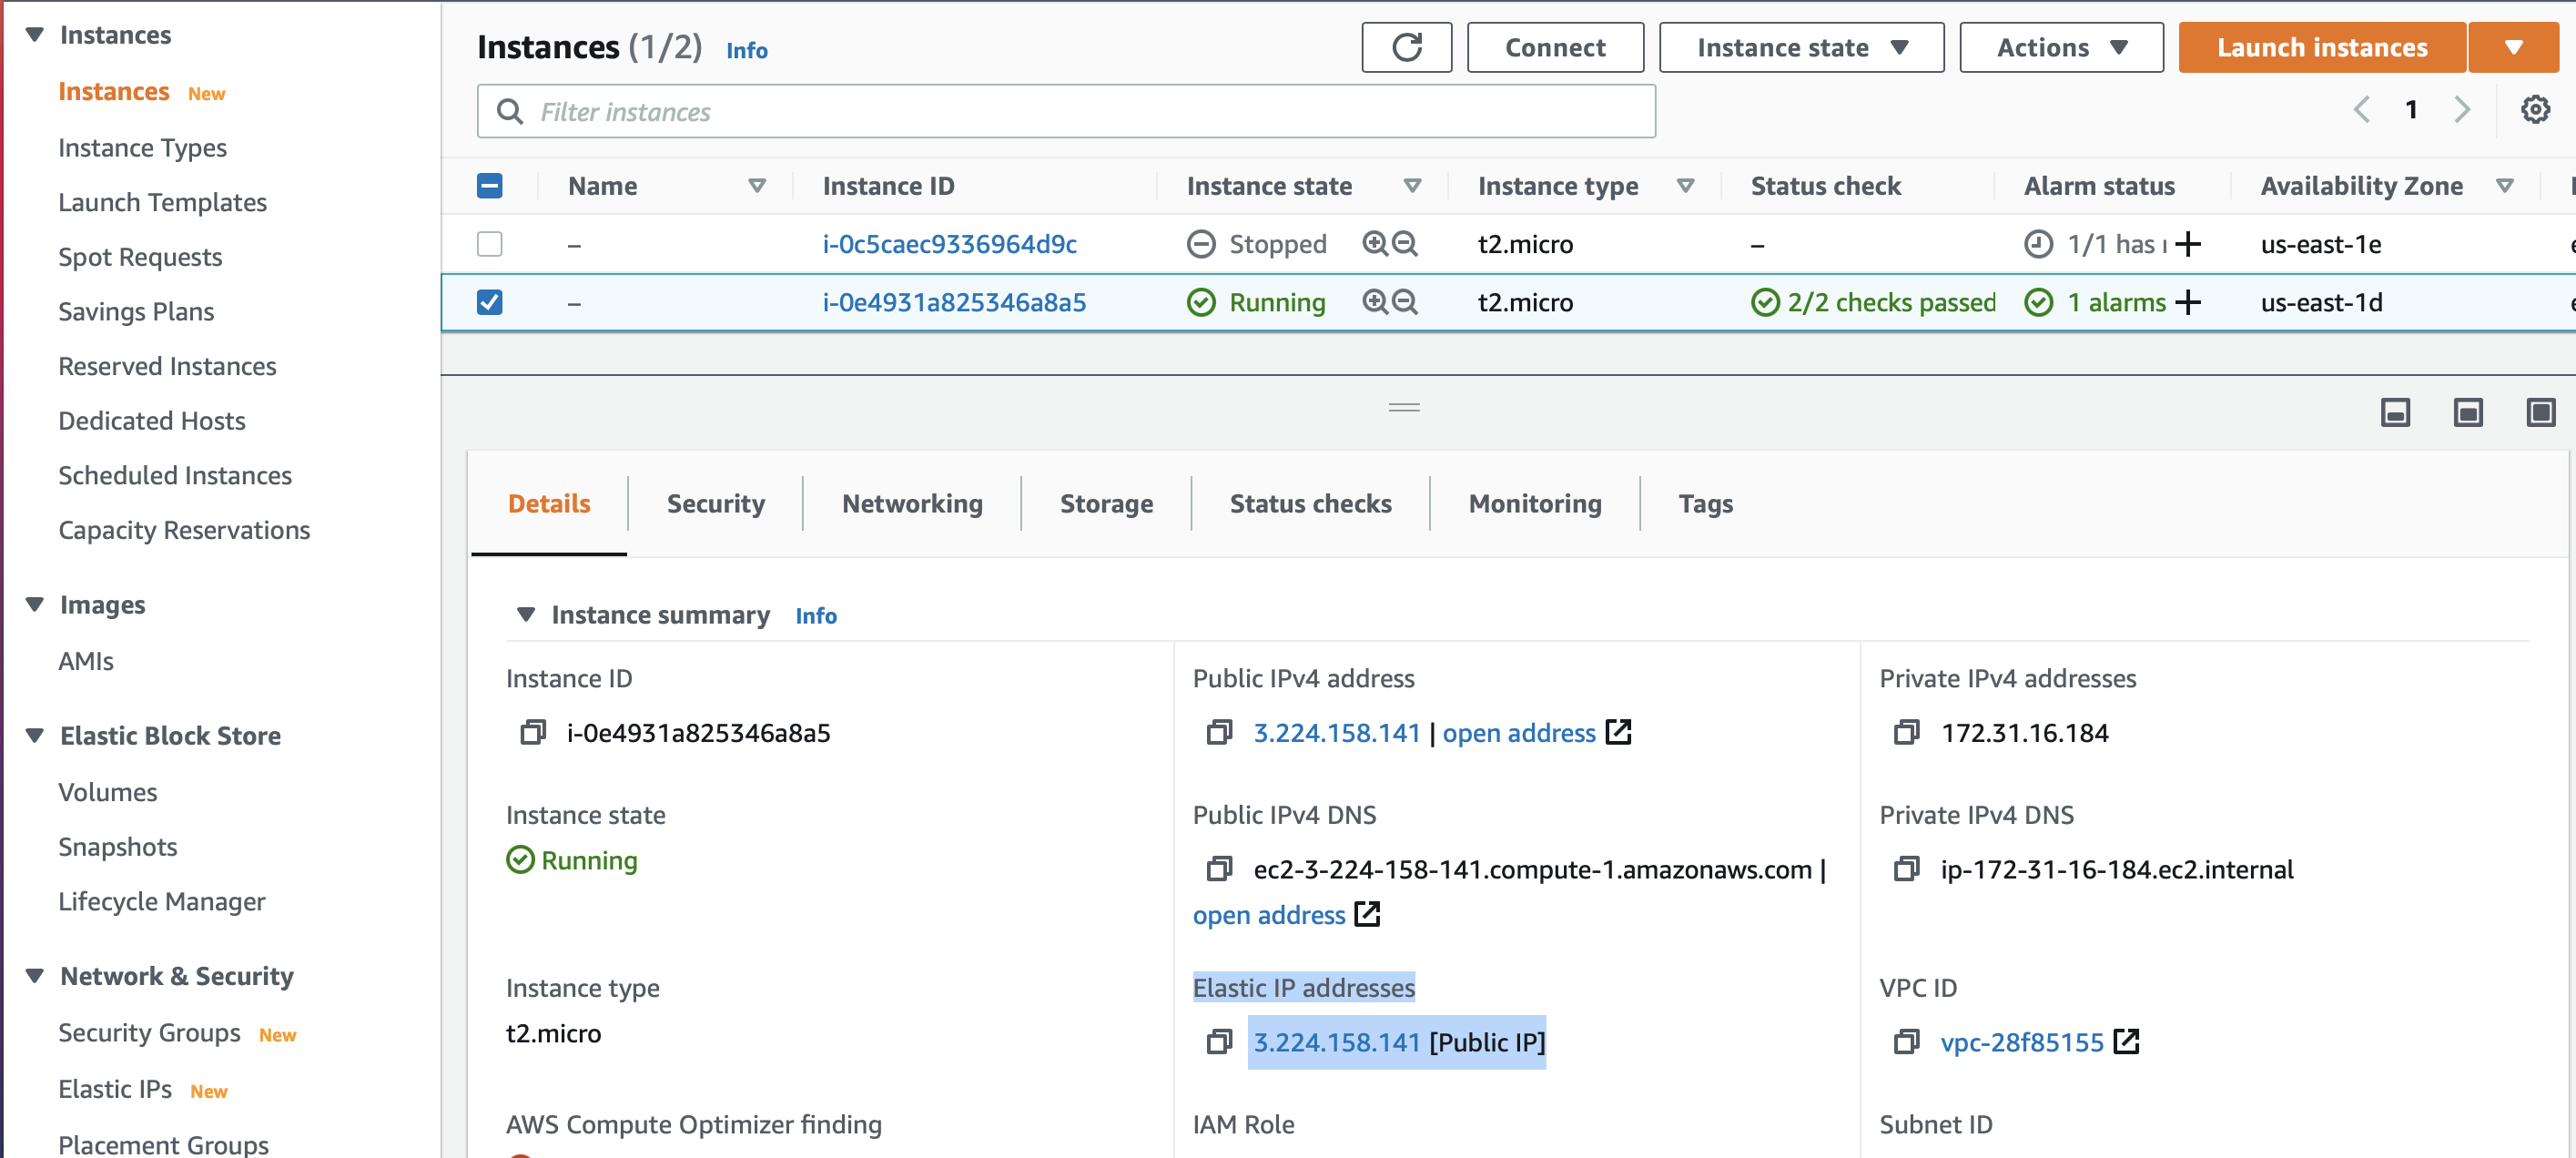 Instances
Instances New
Instance Types
Launch Templates
Spot Requests
Savings Plans
Reserved Instances
Dedicated Hosts
Scheduled Instances
Capacity Reservations
Images
AMIs
Elastic Block Store
Volumes
Snapshots
Lifecycle Manager
Network & Security
Security Groups New
Elastic IPs New
Placement Groups
Instances (1/2) Info
Connect
Instance state
Actions
Launch instances
Filter instances
1
Name Instance ID Instance state Instance type Status check Alarm status Availability Zone
– i-0c5caec9336964d9c Stopped t2.micro – 1/1 has us-east-1e
– i-0e4931a825346a8a5 Running t2.micro 2/2 checks passed 1 alarms us-east-1d
Details Security Networking Storage Status checks Monitoring Tags
Instance summary Info
Instance ID
i-0e4931a825346a8a5
Public IPv4 address
3.224.158.141 | open address
Private IPv4 addresses
172.31.16.184
Instance state
Running
Public IPv4 DNS
ec2-3-224-158-141.compute-1.amazonaws.com |
open address
Private IPv4 DNS
ip-172-31-16-184.ec2.internal
Instance type
t2.micro
Elastic IP addresses
3.224.158.141 [Public IP]
VPC ID
vpc-28f85155
AWS Compute Optimizer finding
IAM Role
Subnet ID